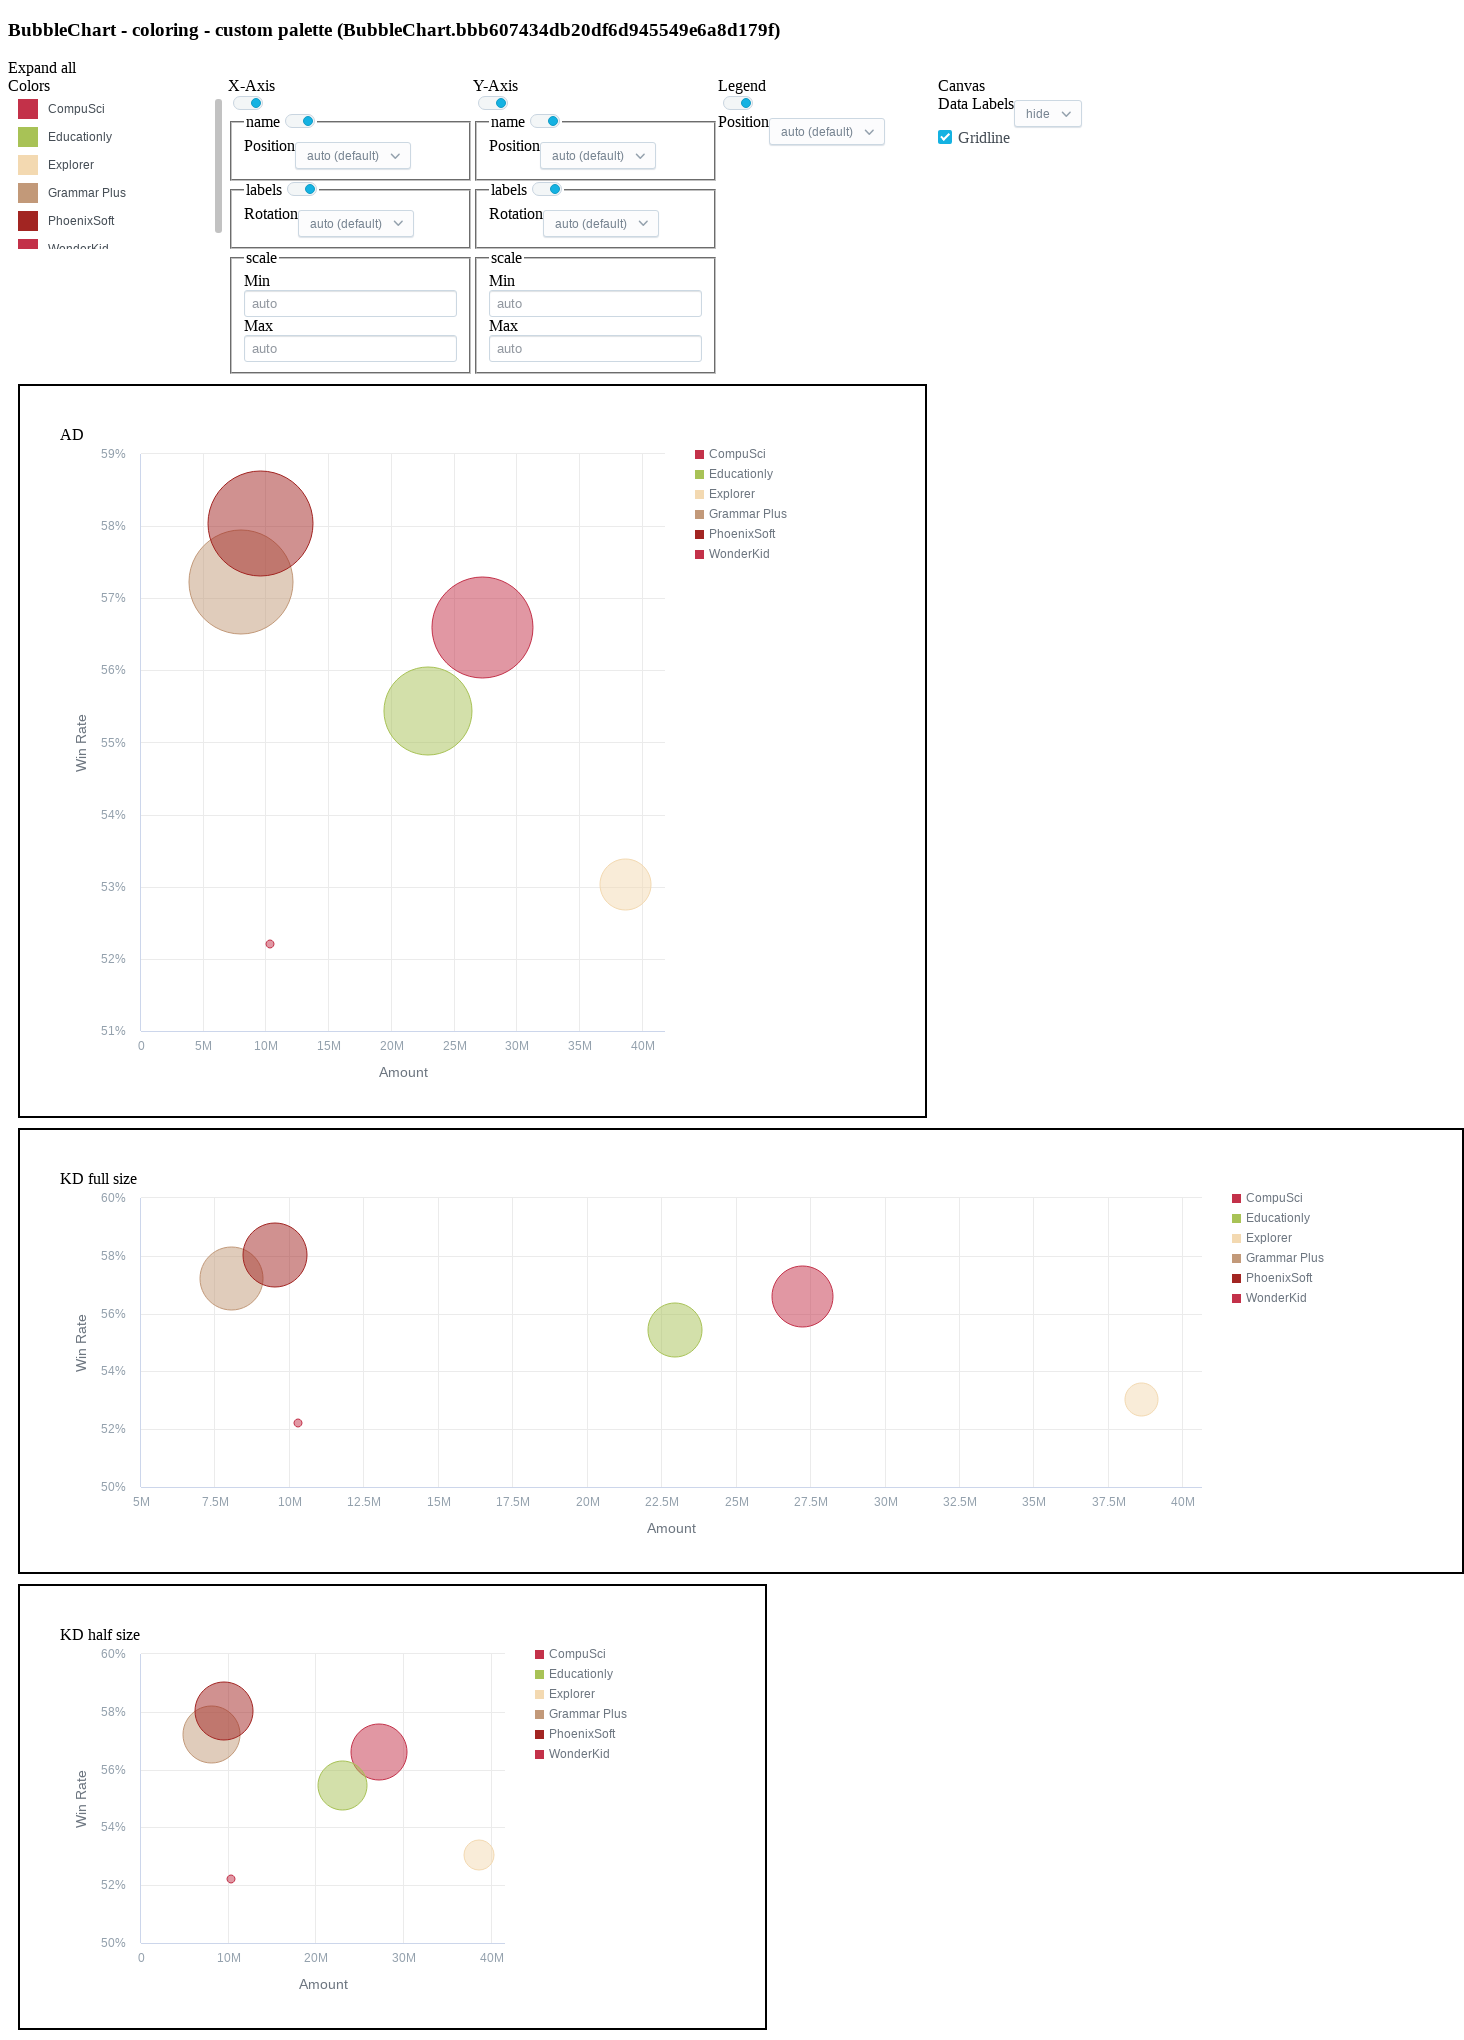 BubbleChart - coloring - custom palette (BubbleChart.bbb607434db20df6d945549e6a8d179f)
Expand all
Colors
CompuSci
Educationly
Explorer
Grammar Plus
PhoenixSoft
WonderKid
X-Axis
name
Position auto (default)
labels
Rotation auto (default)
scale
Min
auto
Max
auto
Y-Axis
name
Position auto (default)
labels
Rotation auto (default)
scale
Min
auto
Max
auto
Legend
Position auto (default)
Canvas
Data Labels hide
Gridline
AD
59%
58%
57%
56%
55%
54%
53%
52%
51%
Win Rate
0 5M 10M 15M 20M 25M 30M 35M 40M
Amount
CompuSci
Educationly
Explorer
Grammar Plus
PhoenixSoft
WonderKid
KD full size
60%
58%
56%
54%
52%
50%
Win Rate
5M 7.5M 10M 12.5M 15M 17.5M 20M 22.5M 25M 27.5M 30M 32.5M 35M 37.5M 40M
Amount
CompuSci
Educationly
Explorer
Grammar Plus
PhoenixSoft
WonderKid
KD half size
60%
58%
56%
54%
52%
50%
Win Rate
0 10M 20M 30M 40M
Amount
CompuSci
Educationly
Explorer
Grammar Plus
PhoenixSoft
WonderKid